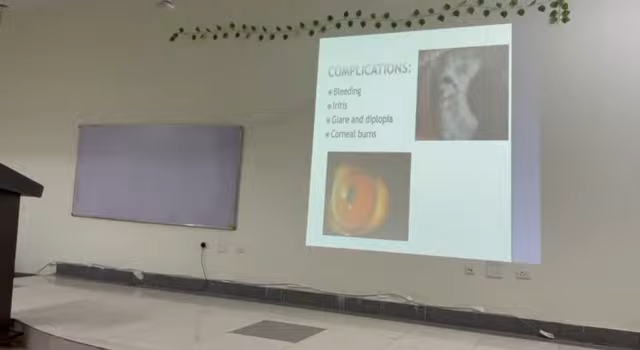 COMPLICATIONS:
Bleeding
Iritis
Glare and diplopia
Corneal burns